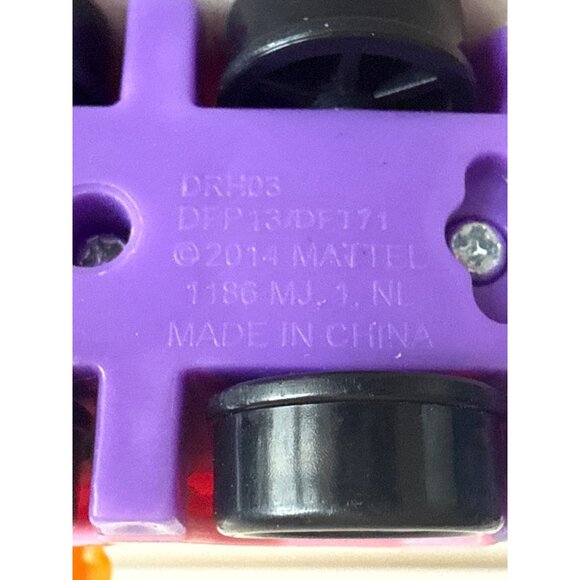 DRH03
DFP13/DFT71
©2014 MATTEL
1186 MJ, 1, NL
MADE IN CHINA